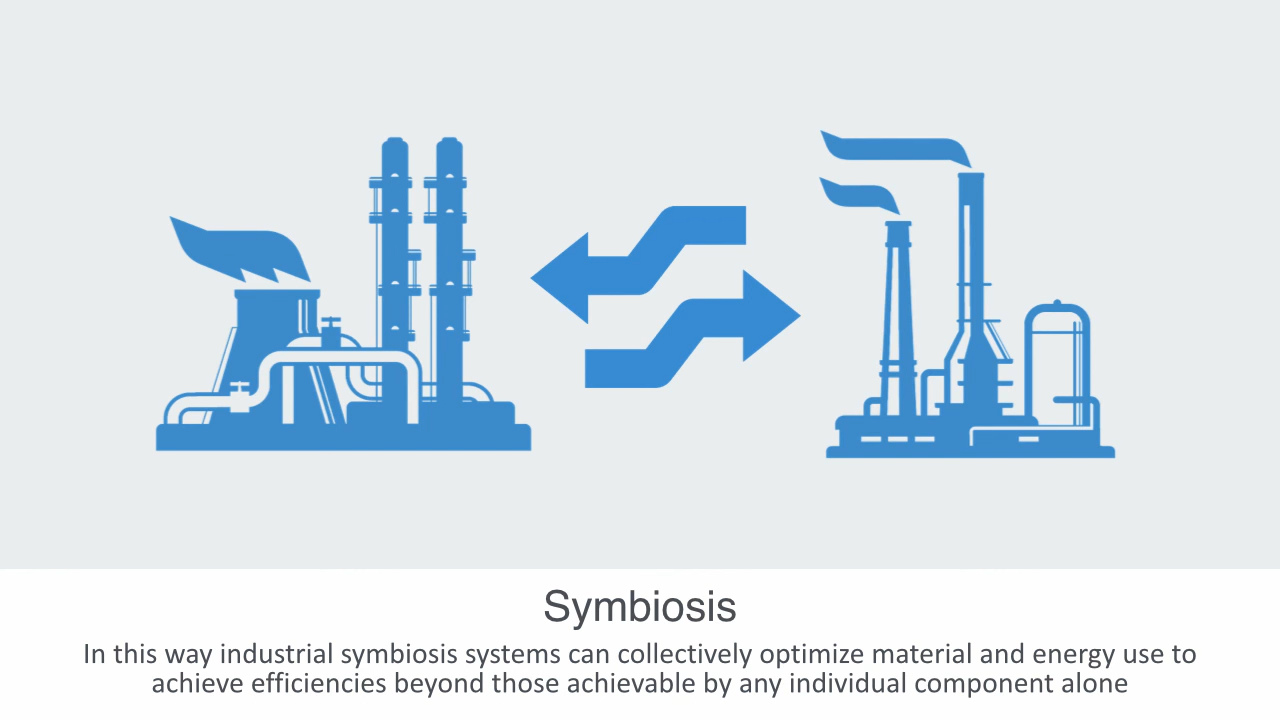 Symbiosis
In this way industrial symbiosis systems can collectively optimize material and energy use to
achieve efficiencies beyond those achievable by any individual component alone